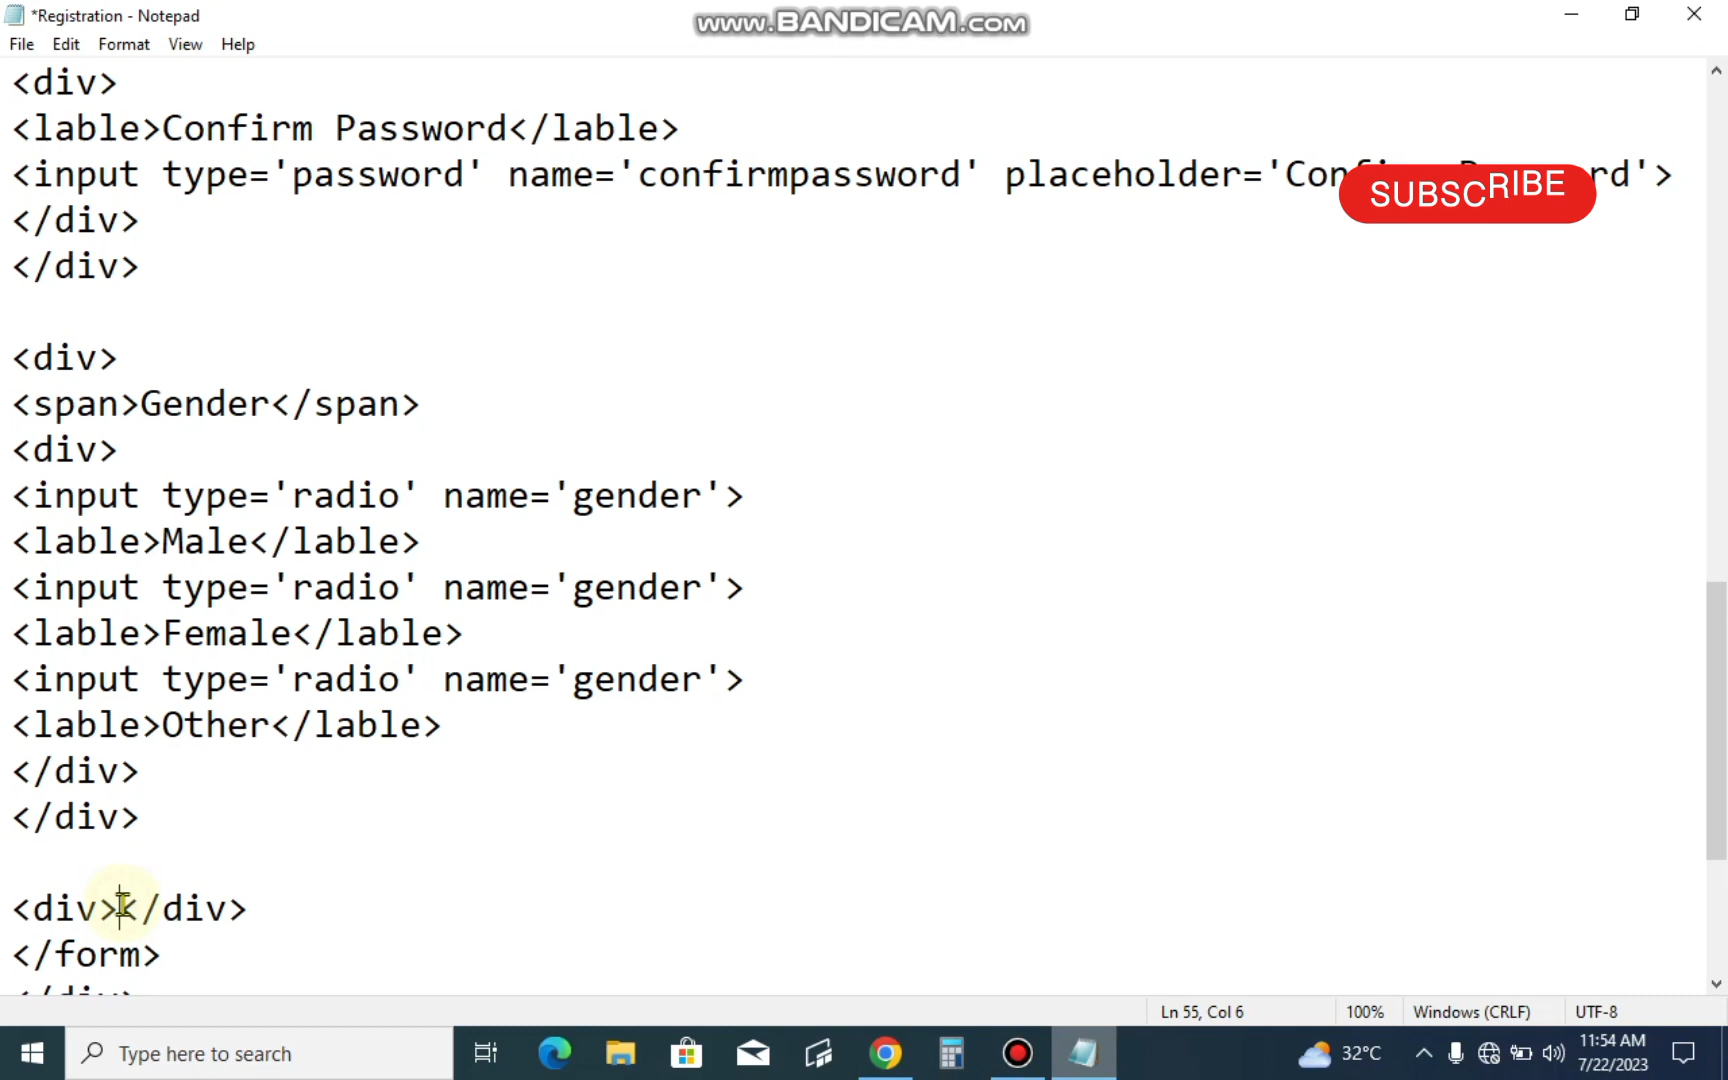 *Registration - Notepad
www.BANDICAM.com
File Edit Format View Help
<div>
<lable>Confirm Password</lable>
<input type='password' name='confirmpassword' placeholder='Con rd'>
SUBSCRIBE
</div>
</div>
<div>
<span>Gender</span>
<div>
<input type='radio' name='gender'>
<lable>Male</lable>
<input type='radio' name='gender'>
<lable>Female</lable>
<input type='radio' name='gender'>
<lable>Other</lable>
</div>
</div>
<div></div>
</form>
Ln 55, Col 6 100% Windows (CRLF) UTF-8
Type here to search 32°C 11:54 AM
7/22/2023